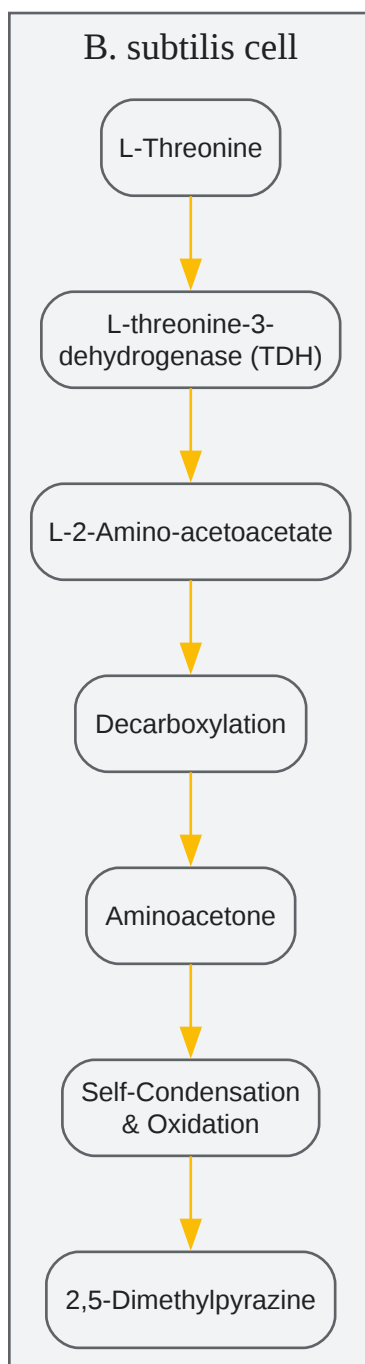 B. subtilis cell
L-Threonine
L-threonine-3-
dehydrogenase (TDH)
L-2-Amino-acetoacetate
Decarboxylation
Aminoacetone
Self-Condensation
& Oxidation
2,5-Dimethylpyrazine